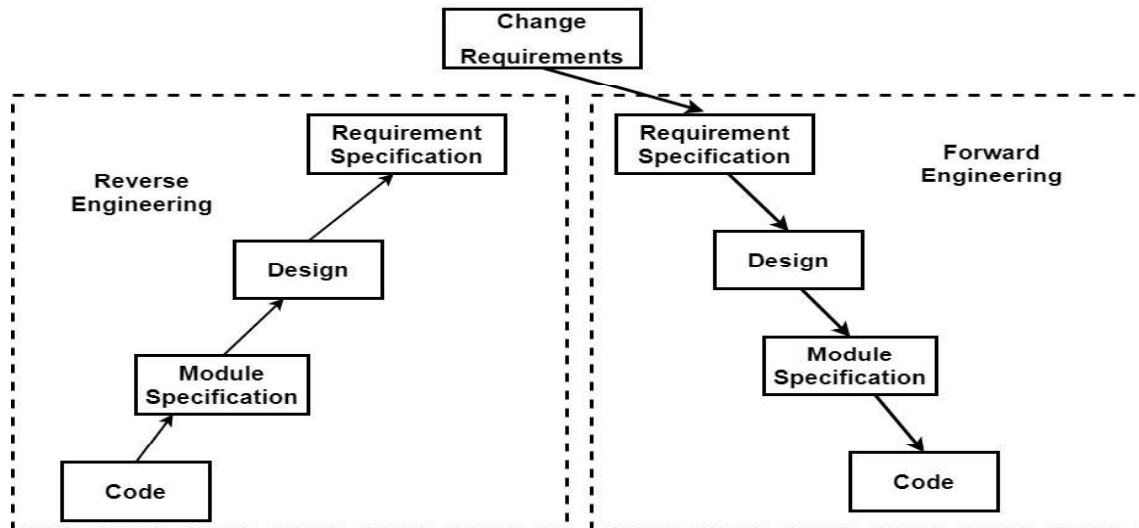 Change
Requirements
Requirement
Specification
Reverse
Engineering
Design
Module
Specification
Code
Requirement
Specification
Forward
Engineering
Design
Module
Specification
Code